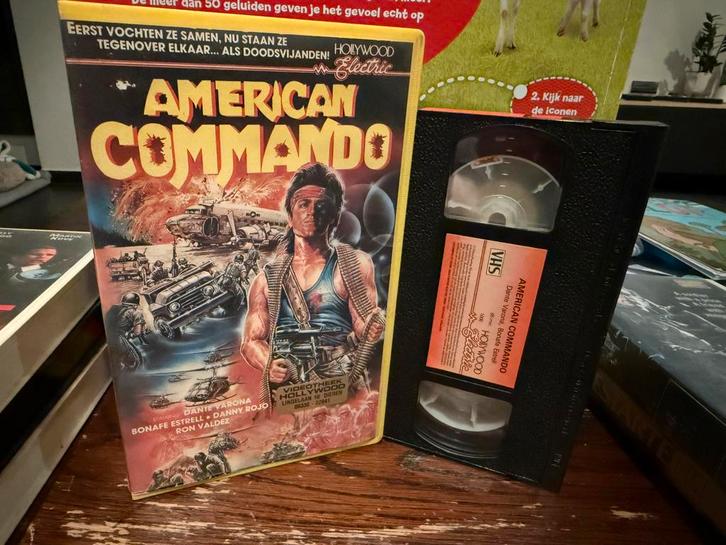 De meer dan 50 geluiden geven je het gevoel echt op
EERST VOCHTEN ZE SAMEN, NU STAAN ZE
TEGENOVER ELKAAR... ALS DOODSVIJANDEN!
HOLLYWOOD
Electric
AMERICAN
COMMANDO
DANTE VARONA
BONAFE ESTRELL • DANNY ROJO
RON VALDEZ
VIDEOTHEEK
HOLLYWOOD
2. Kijk naar
de iconen
VHS
AMERICAN COMMANDO
Dante Varona, Bonafe Estrell
HOLLYWOOD
Electric
MARTIN
KOVE